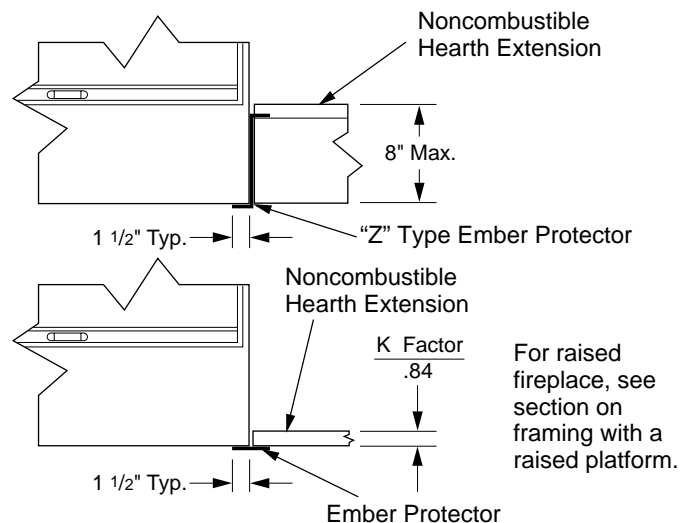 Noncombustible
Hearth Extension
8" Max.
1 1/2" Typ.
“Z” Type Ember Protector
Noncombustible
Hearth Extension
K Factor
.84
For raised
fireplace, see
section on
framing with a
raised platform.
1 1/2" Typ.
Ember Protector